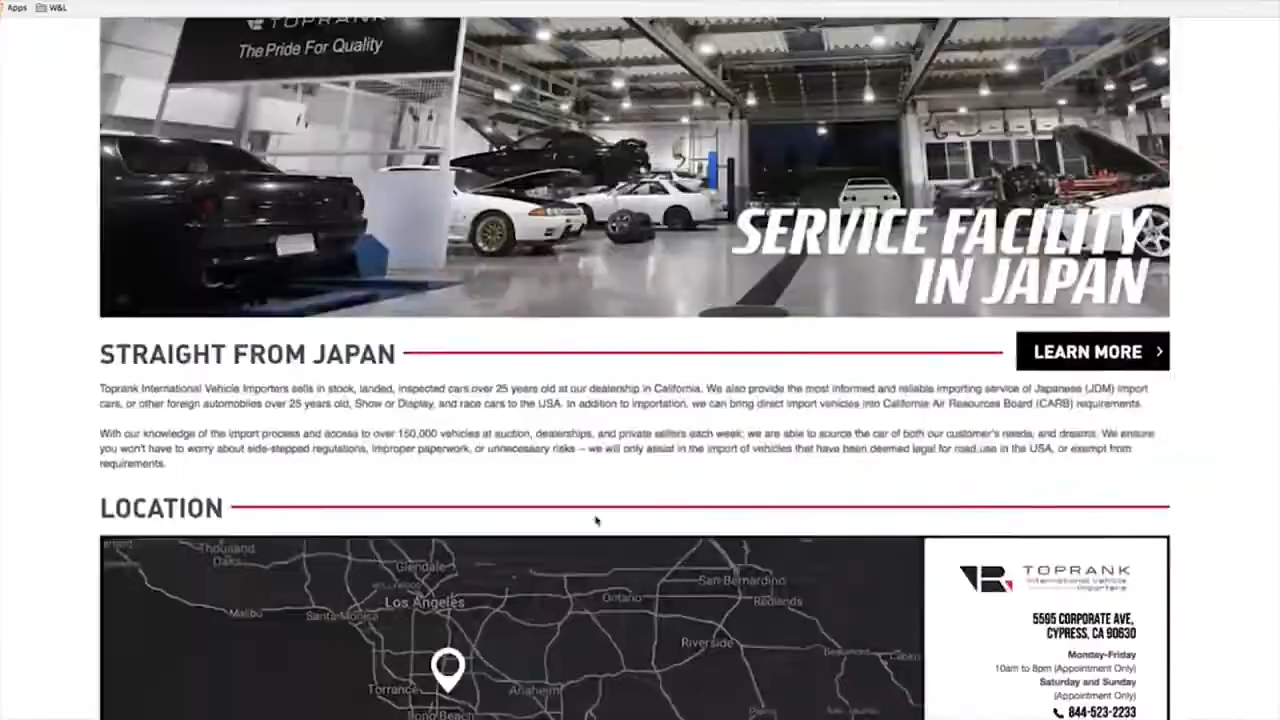 Apps W&L
TOPRANK
The Pride For Quality
SERVICE FACILITY
IN JAPAN
STRAIGHT FROM JAPAN
LEARN MORE
Toprank International Vehicle Importers sells in stock, landed, inspected cars over 25 years old at our dealership in California. We also provide the most informed and reliable importing service of Japanese (JDM) import
cars, or other foreign automobiles over 25 years old, Show or Display, and race cars to the USA. In addition to importation, we can bring direct import vehicles into California Air Resources Board (CARB) requirements.
With our knowledge of the import process and access to over 150,000 vehicles at auction, dealerships, and private sellers each week, we are able to source the car of both our customer's needs, and dreams. We ensure
you won't have to worry about side-stepped regulations, improper paperwork, or unnecessary risks – we will only assist in the import of vehicles that have been deemed legal for road use in the USA, or exempt from
requirements.
LOCATION
Thousand
Oaks
Glendale
San Bernardino
Los Angeles
Ontario
Redlands
Malibu
Santa Monica
Riverside
Beaumont
Torrance
Anaheim
Long Beach
TOPRANK
International Vehicle
Importers
5595 CORPORATE AVE,
CYPRESS, CA 90630
Monday-Friday
10am to 8pm (Appointment Only)
Saturday and Sunday
(Appointment Only)
844-523-2233